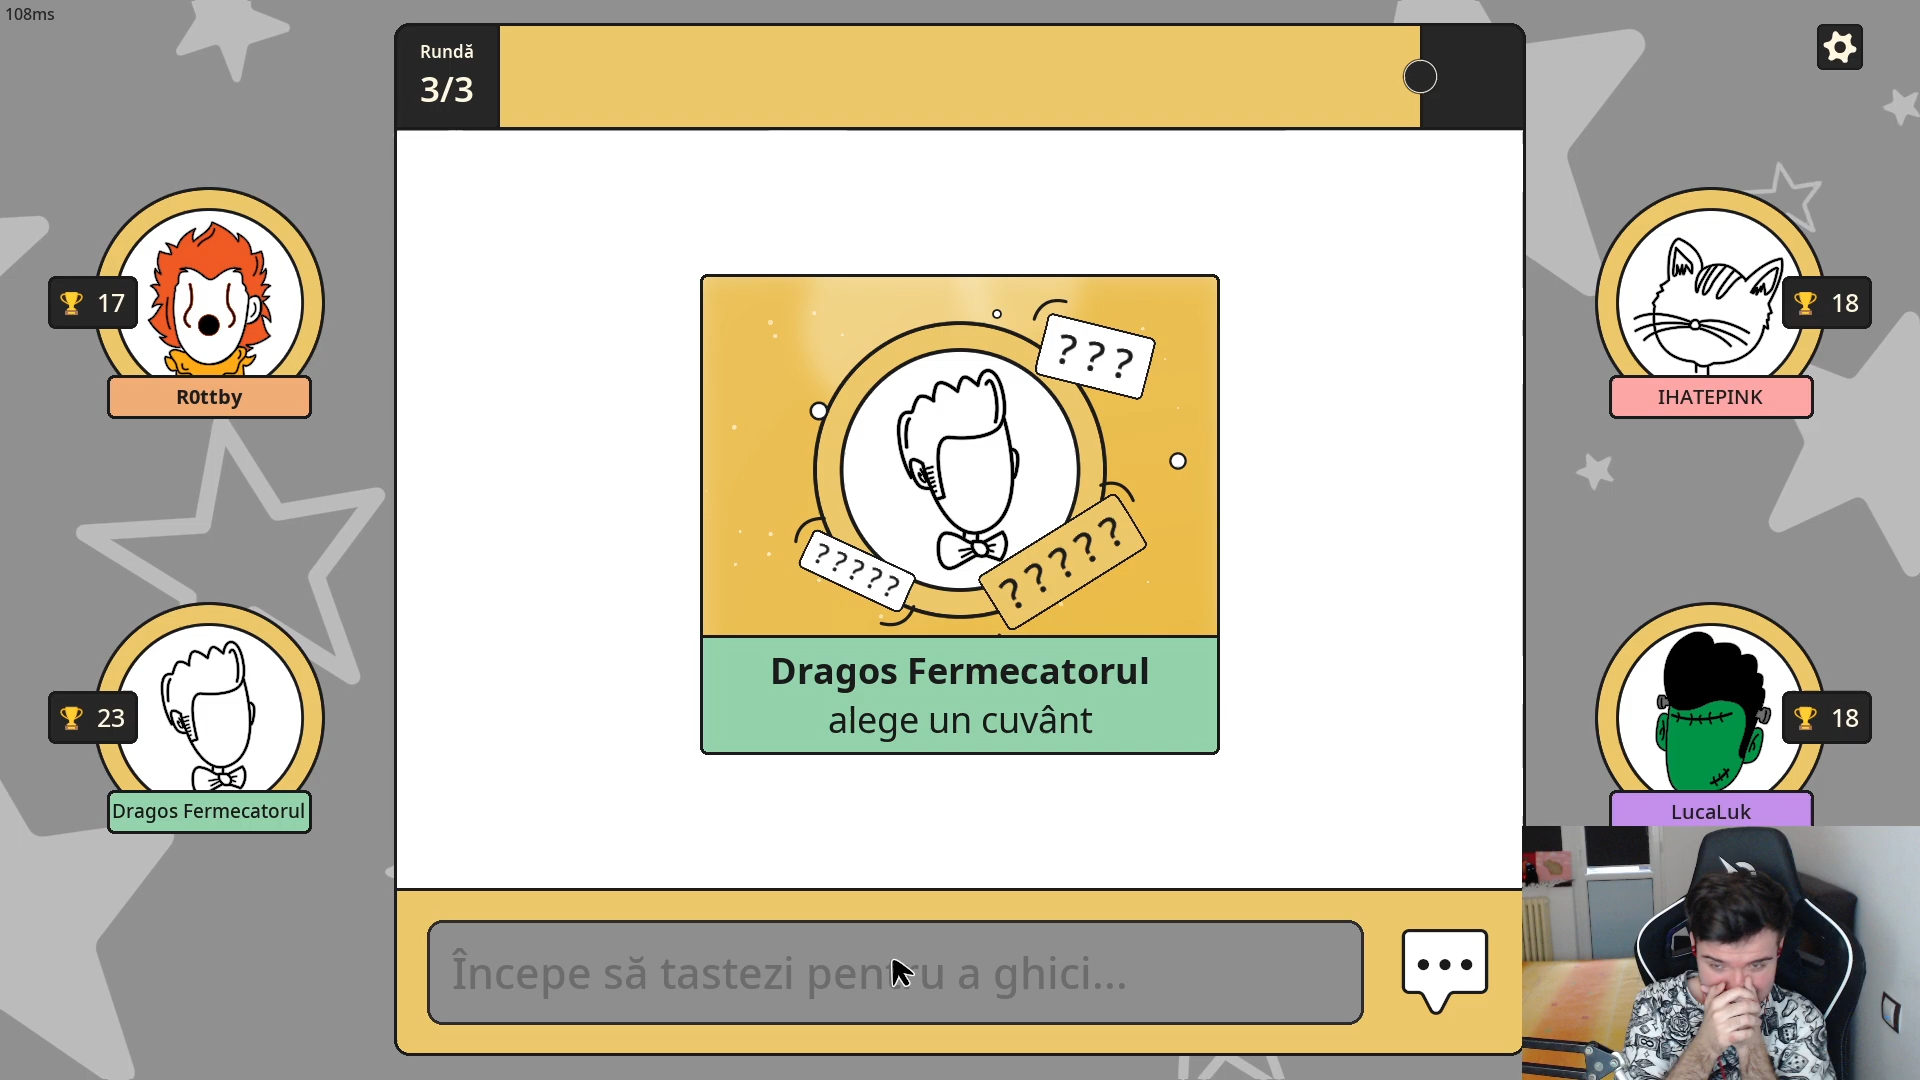 108ms
Rundă
3/3
17
R0ttby
18
IHATEPINK
? ? ?
? ? ? ? ?
? ? ? ? ?
Dragos Fermecatorul
alege un cuvânt
23
Dragos Fermecatorul
18
LucaLuk
Începe să tastezi pentru a ghici...